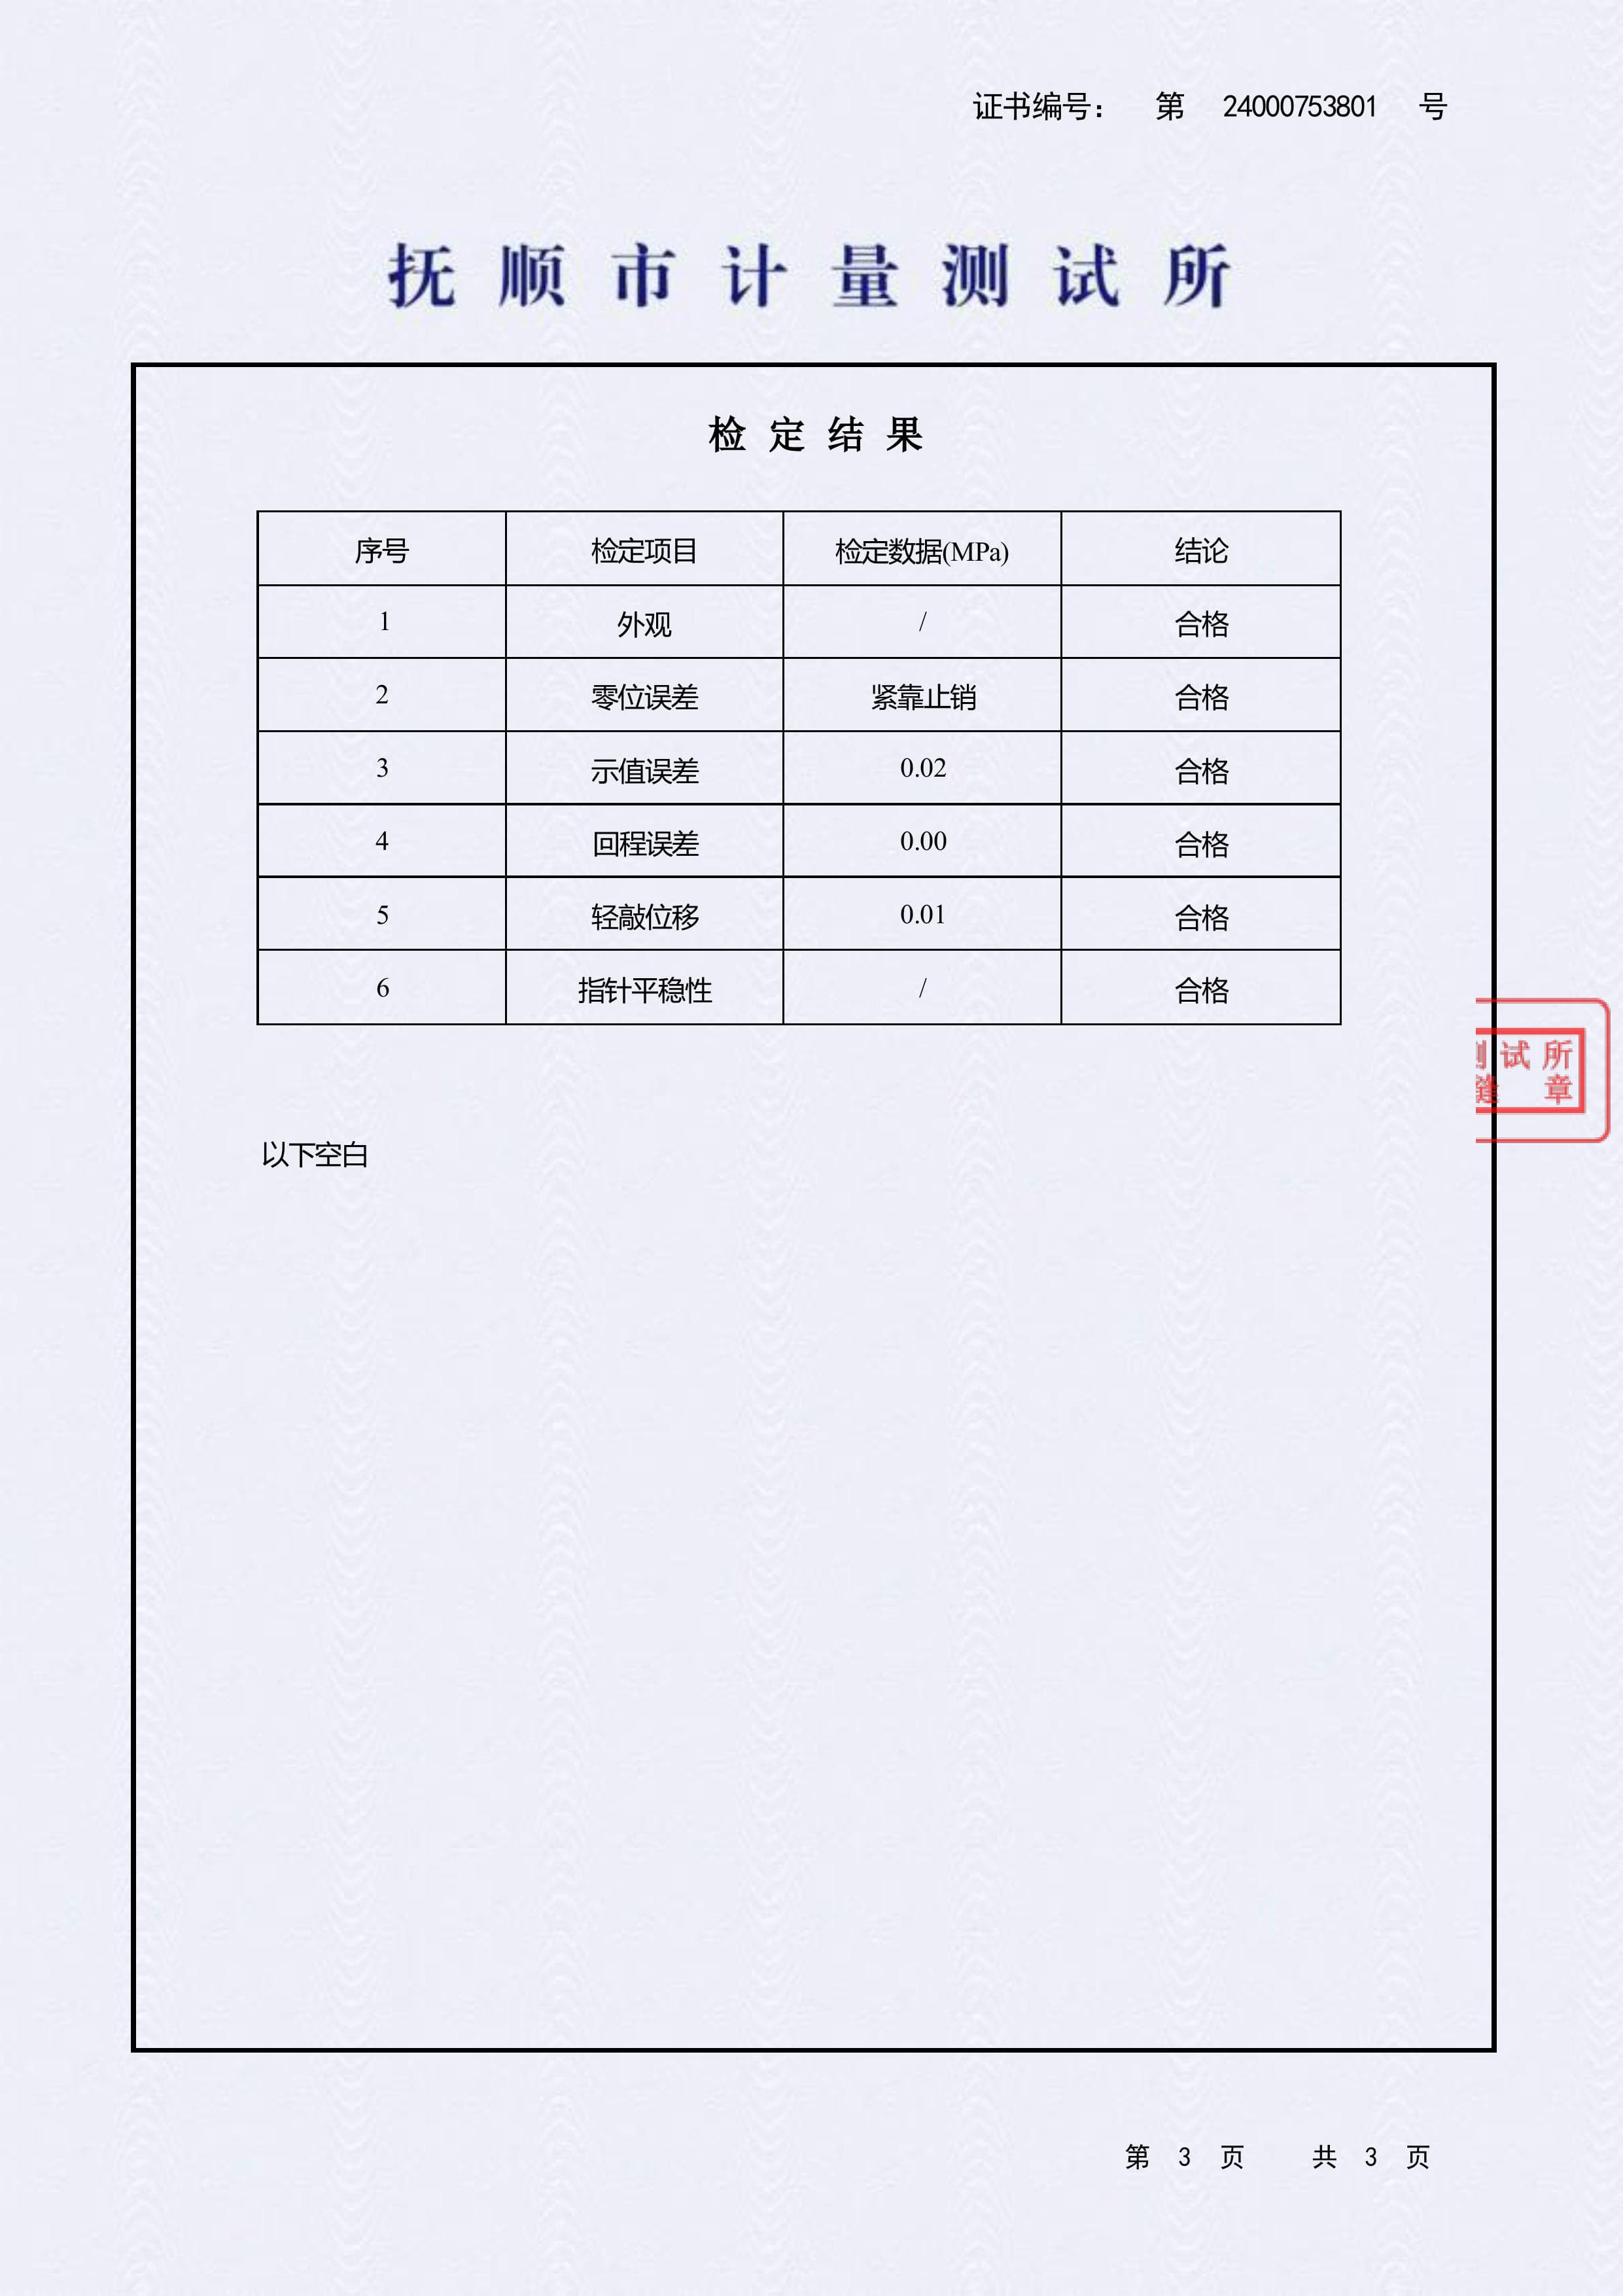 证书编号： 第 24000753801 号
抚顺市计量测试所
检定结果
序号 检定项目 检定数据(MPa) 结论
1 外观 / 合格
2 零位误差 紧靠止销 合格
3 示值误差 0.02 合格
4 回程误差 0.00 合格
5 轻敲位移 0.01 合格
6 指针平稳性 / 合格
试所
章
以下空白
第 3 页 共 3 页